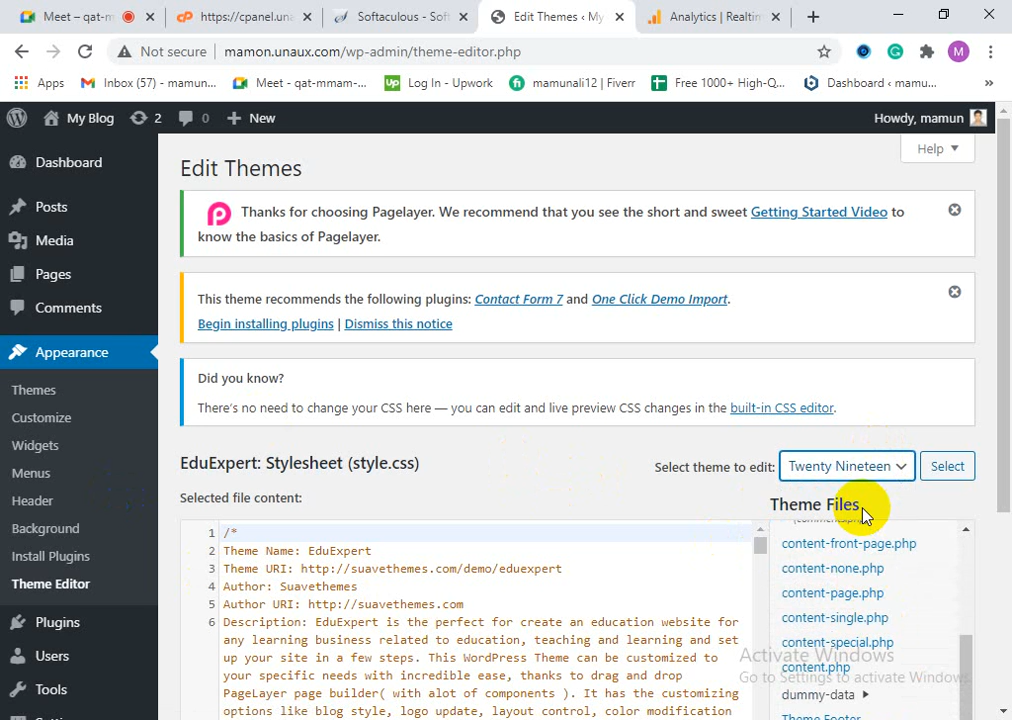 Meet – qat-m
https://cpanel.una
Softaculous - Sof
Edit Themes ‹ My
Analytics | Realtim
Not secure
mamon.unaux.com/wp-admin/theme-editor.php
M
Apps
Inbox (57) - mamun...
Meet - qat-mmam-...
Up
Log In - Upwork
fi
mamunali12 | Fiverr
Free 1000+ High-Q...
Dashboard ‹ mamu...
»
My Blog
2
0
New
Howdy, mamun
Help
Dashboard
Posts
Media
Pages
Comments
Appearance
Themes
Customize
Widgets
Menus
Header
Background
Install Plugins
Theme Editor
Plugins
Users
Tools
Edit Themes
Thanks for choosing Pagelayer. We recommend that you see the short and sweet Getting Started Video to
know the basics of Pagelayer.
This theme recommends the following plugins: Contact Form 7 and One Click Demo Import.
Begin installing plugins | Dismiss this notice
Did you know?
There's no need to change your CSS here — you can edit and live preview CSS changes in the built-in CSS editor.
EduExpert: Stylesheet (style.css)
Select theme to edit: Twenty Nineteen Select
Selected file content:
Theme Files
1 /*
2 Theme Name: EduExpert
3 Theme URI: http://suavethemes.com/demo/eduexpert
4 Author: Suavethemes
5 Author URI: http://suavethemes.com
6 Description: EduExpert is the perfect for create an education website for
any learning business related to education, teaching and learning and set
up your site in a few steps. This WordPress Theme can be customized to
your specific needs with incredible ease, thanks to drag and drop
PageLayer page builder( with alot of components ). It has the customizing
options like blog style, logo update, layout control, color modification
content-front-page.php
content-none.php
content-page.php
content-single.php
content-special.php
content.php
dummy-data
Theme Footer
Activate Windows
Go to Settings to activate Windows.